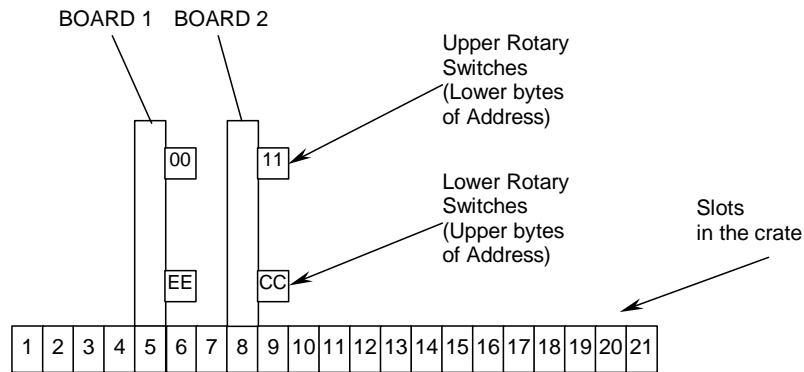 BOARD 1 BOARD 2
Upper Rotary
Switches
(Lower bytes
of Address)
00 11
Lower Rotary
Switches
(Upper bytes
of Address)
Slots
in the crate
EE CC
1 2 3 4 5 6 7 8 9 10 11 12 13 14 15 16 17 18 19 20 21